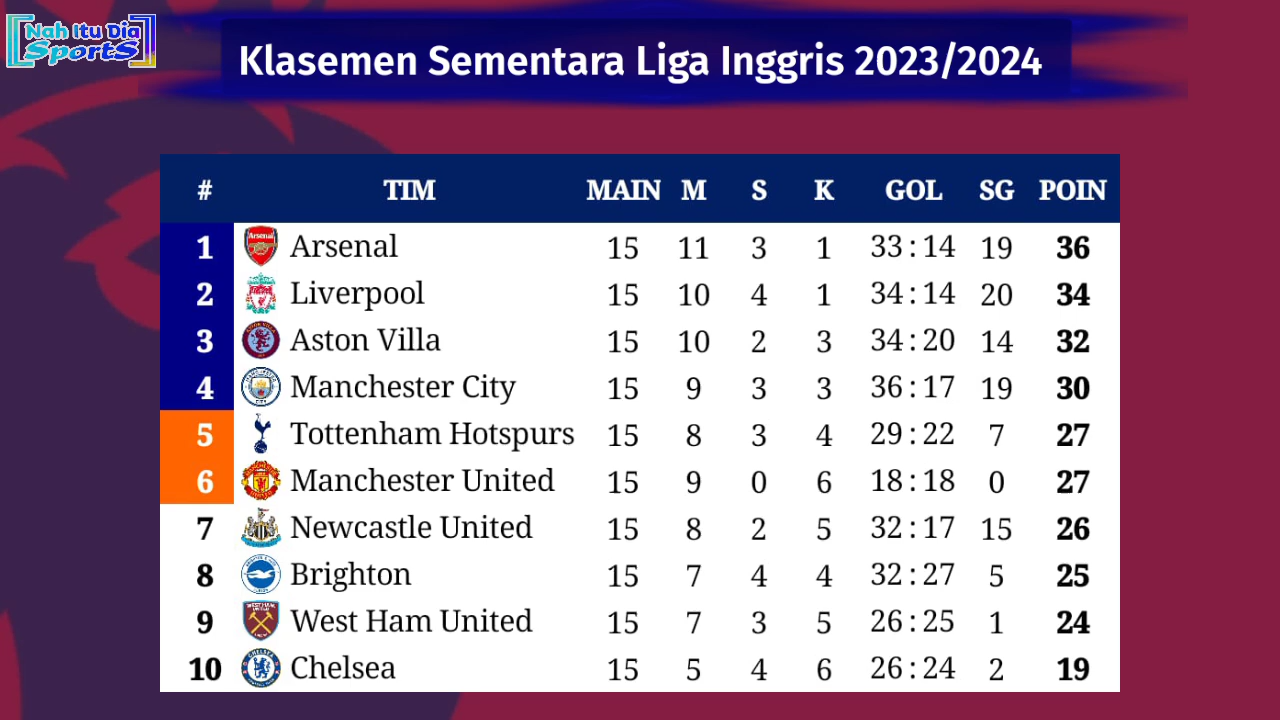 Nah Itu Dia
Sports
Klasemen Sementara Liga Inggris 2023/2024
# TIM MAIN M S K GOL SG POIN
1 Arsenal 15 11 3 1 33:14 19 36
2 Liverpool 15 10 4 1 34:14 20 34
3 Aston Villa 15 10 2 3 34:20 14 32
4 Manchester City 15 9 3 3 36:17 19 30
5 Tottenham Hotspurs 15 8 3 4 29:22 7 27
6 Manchester United 15 9 0 6 18:18 0 27
7 Newcastle United 15 8 2 5 32:17 15 26
8 Brighton 15 7 4 4 32:27 5 25
9 West Ham United 15 7 3 5 26:25 1 24
10 Chelsea 15 5 4 6 26:24 2 19